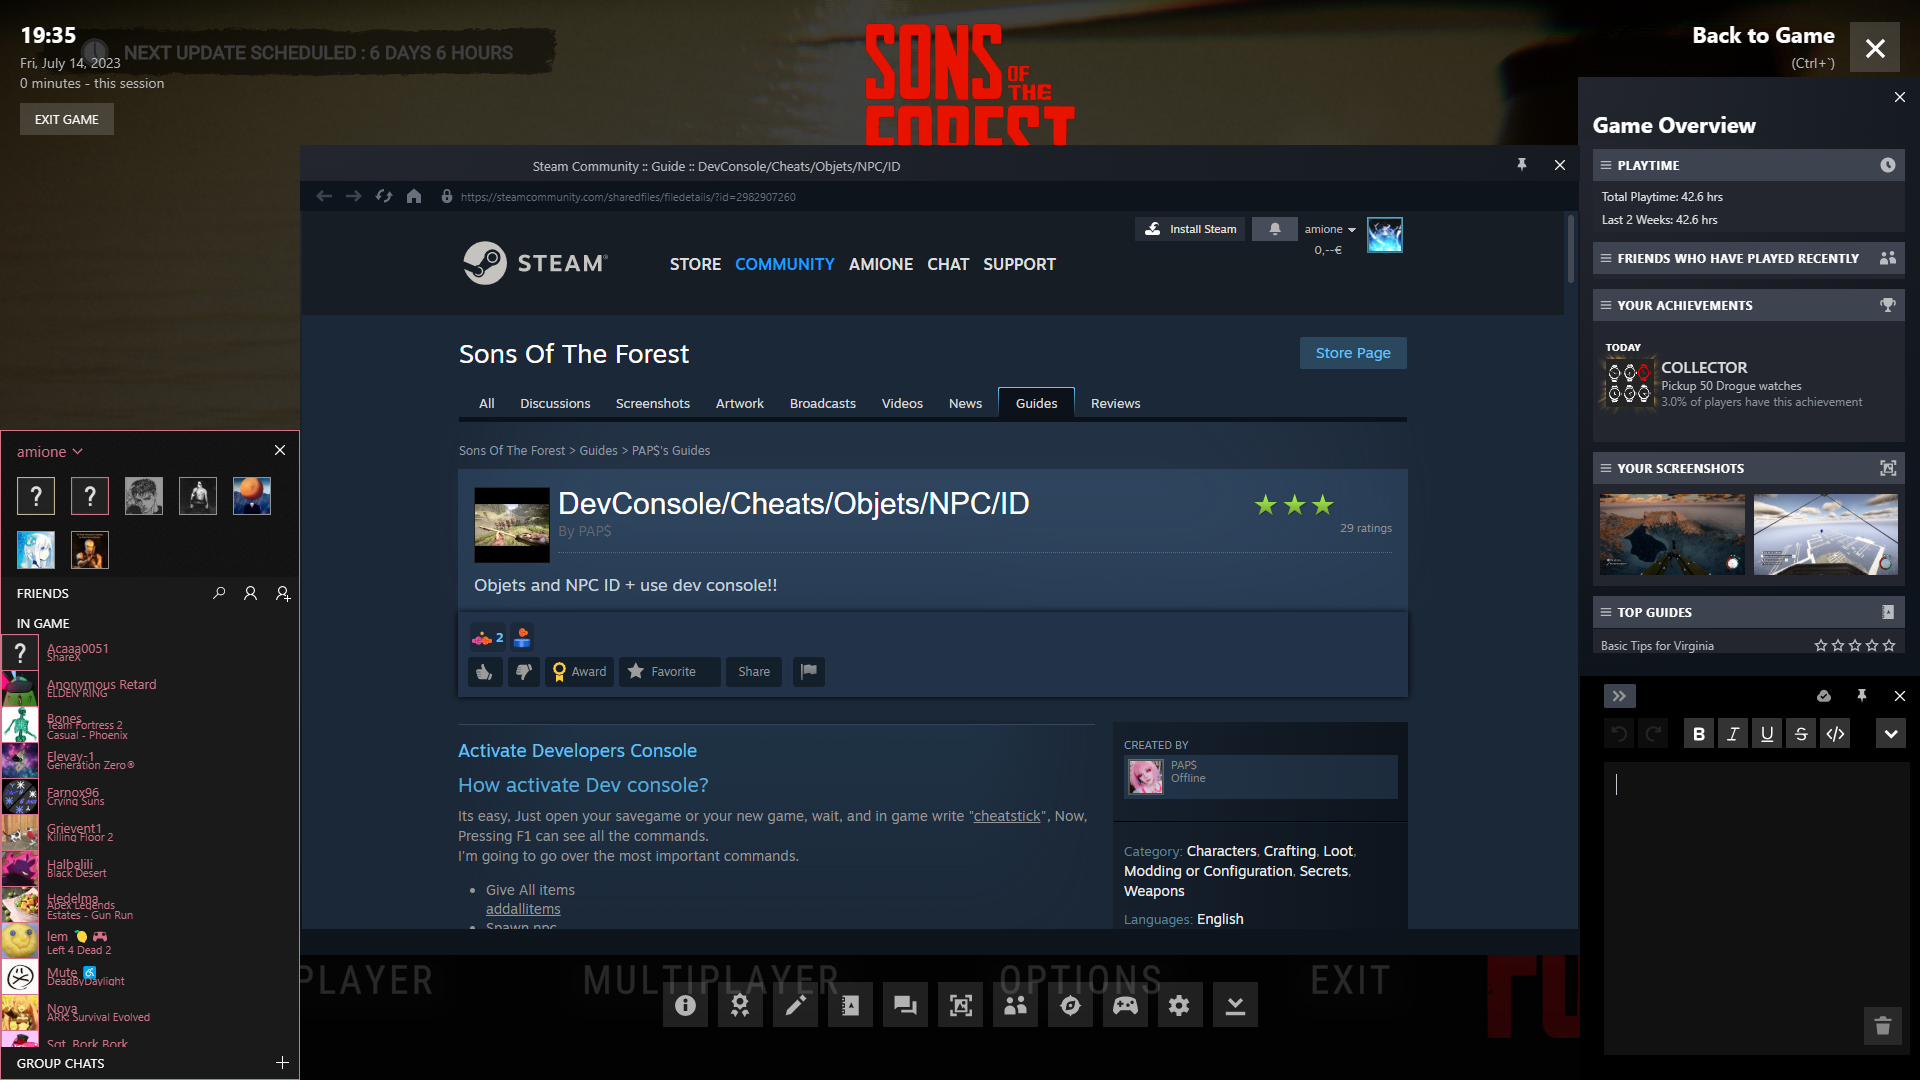 19:35
NEXT UPDATE SCHEDULED : 6 DAYS 6 HOURS
Fri, July 14, 2023
0 minutes - this session
EXIT GAME
SONS
OF
THE
FOREST
Back to Game
(Ctrl+`)
Steam Community :: Guide :: DevConsole/Cheats/Objets/NPC/ID
https://steamcommunity.com/sharedfiles/filedetails/?id=2982907260
Install Steam
amione
0,--€
STEAM®
STORE COMMUNITY AMIONE CHAT SUPPORT
Sons Of The Forest
Store Page
All Discussions Screenshots Artwork Broadcasts Videos News Guides Reviews
Sons Of The Forest > Guides > PAP$'s Guides
DevConsole/Cheats/Objets/NPC/ID
By PAP$
29 ratings
Objets and NPC ID + use dev console!!
2
Award
Favorite
Share
Activate Developers Console
How activate Dev console?
Its easy, Just open your savegame or your new game, wait, and in game write "cheatstick", Now,
Pressing F1 can see all the commands.
I'm going to go over the most important commands.
• Give All items
addallitems
• Spawn npc
CREATED BY
PAP$
Offline
Category: Characters, Crafting, Loot,
Modding or Configuration, Secrets,
Weapons
Languages: English
Game Overview
PLAYTIME
Total Playtime: 42.6 hrs
Last 2 Weeks: 42.6 hrs
FRIENDS WHO HAVE PLAYED RECENTLY
YOUR ACHIEVEMENTS
TODAY
COLLECTOR
Pickup 50 Drogue watches
3.0% of players have this achievement
YOUR SCREENSHOTS
TOP GUIDES
Basic Tips for Virginia
B I U S </>
amione
? ?
FRIENDS
IN GAME
?
Acaaa0051
ShareX
Anonymous Retard
ELDEN RING
Bones
Team Fortress 2
Casual - Phoenix
Elevay-1
Generation Zero®
Farnox96
Crying Suns
Grievent1
Killing Floor 2
Halbalili
Black Desert
Hedelma
Apex Legends
Estates - Gun Run
lem 🍋 🎮
Left 4 Dead 2
Mute ♿
DeadByDaylight
Nova
ARK: Survival Evolved
Sgt. Bork Bork
GROUP CHATS
PLAYER
MULTIPLAYER
OPTIONS
EXIT